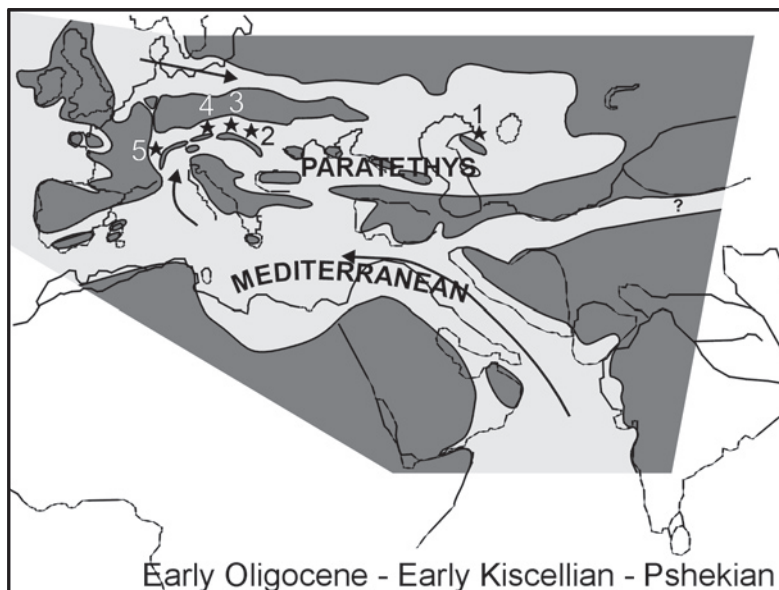 4 3
1
2
5
PARATETHYS
?
MEDITERRANEAN
Early Oligocene - Early Kiscellian - Pshekian